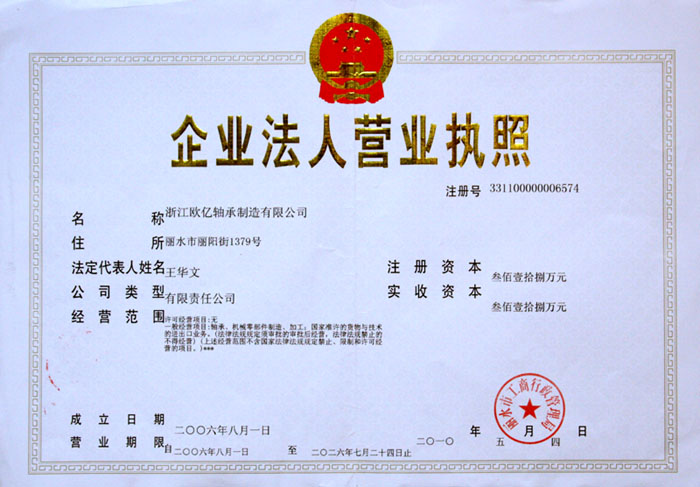 企业法人营业执照
注册号 331100000006574
名称 浙江欧亿轴承制造有限公司
住所 丽水市丽阳街1379号
法定代表人姓名 王华文
注册资本 叁佰壹拾捌万元
公司类型 有限责任公司
实收资本 叁佰壹拾捌万元
经营范围 许可经营项目:无
一般经营项目:轴承、机械零部件制造、加工;国家准许的货物与技术
的进出口业务。(法律法规规定须审批的审批后经营,法律法规禁止的
不得经营)(上述经营范围不含国家法律法规规定禁止、限制和许可经
营的项目。)***
成立日期 二〇〇六年八月一日
营业期限 自二〇〇六年八月一日 至 二〇二六年七月二十四日止
丽水市工商行政管理局
二〇一〇年五月四日